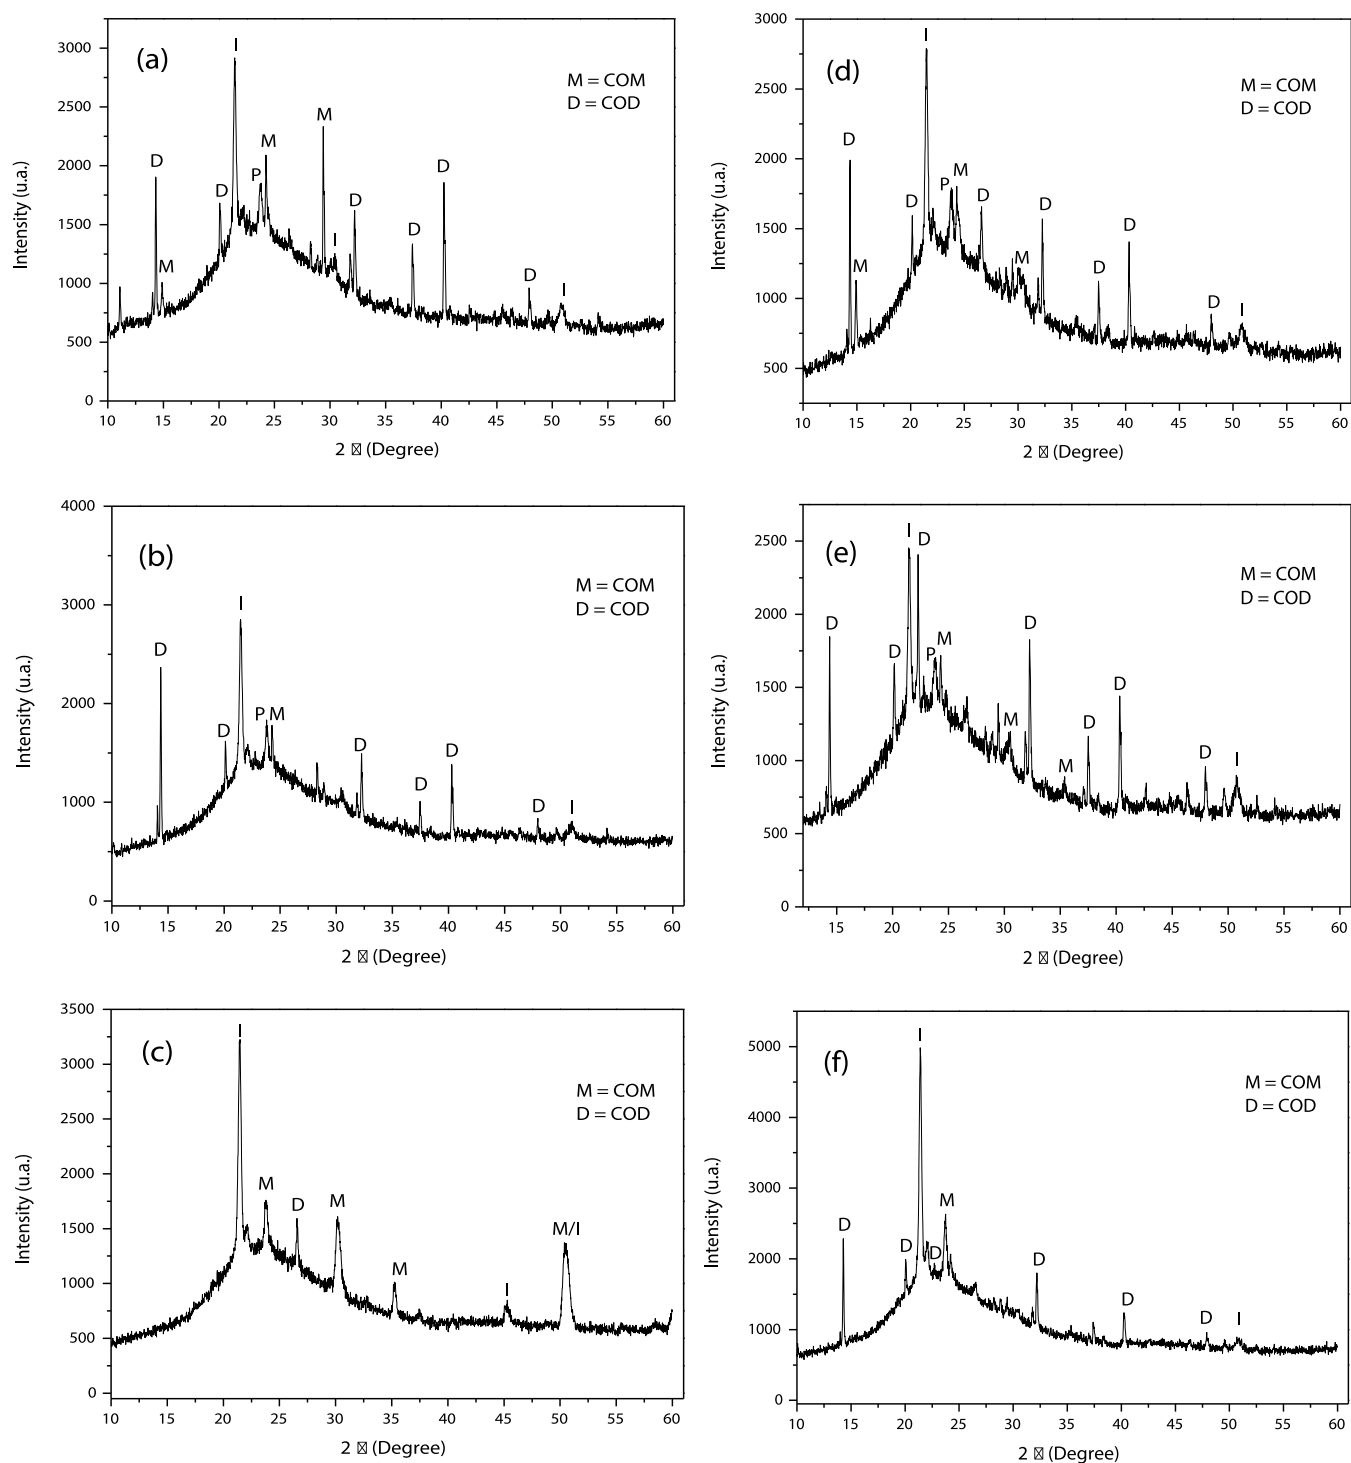 (a)
M = COM
D = COD
I
D
D
P
M
M
M
I
D
D
D
D
I
3000
2500
2000
1500
1000
500
0
Intensity (u.a.)
10 15 20 25 30 35 40 45 50 55 60
2 (Degree)
(d)
M = COM
D = COD
I
D
M
D
P
M
D
M
D
D
D
D
I
3000
2500
2000
1500
1000
500
Intensity (u.a.)
10 15 20 25 30 35 40 45 50 55 60
2 (Degree)
(b)
M = COM
D = COD
I
D
D
P
M
D
D
D
D
I
4000
3000
2000
1000
0
Intensity (u.a.)
10 15 20 25 30 35 40 45 50 55 60
2 (Degree)
(e)
M = COM
D = COD
I
D
D
D
P
M
M
D
M
D
D
D
I
2500
2000
1500
1000
500
0
Intensity (u.a.)
15 20 25 30 35 40 45 50 55 60
2 (Degree)
(c)
M = COM
D = COD
I
M
D
M
M
I
M/I
3500
3000
2500
2000
1500
1000
500
0
Intensity (u.a.)
10 15 20 25 30 35 40 45 50 55 60
2 (Degree)
(f)
M = COM
D = COD
I
D
D
D
M
D
D
D
I
5000
4000
3000
2000
1000
0
Intensity (u.a.)
10 15 20 25 30 35 40 45 50 55 60
2 (Degree)